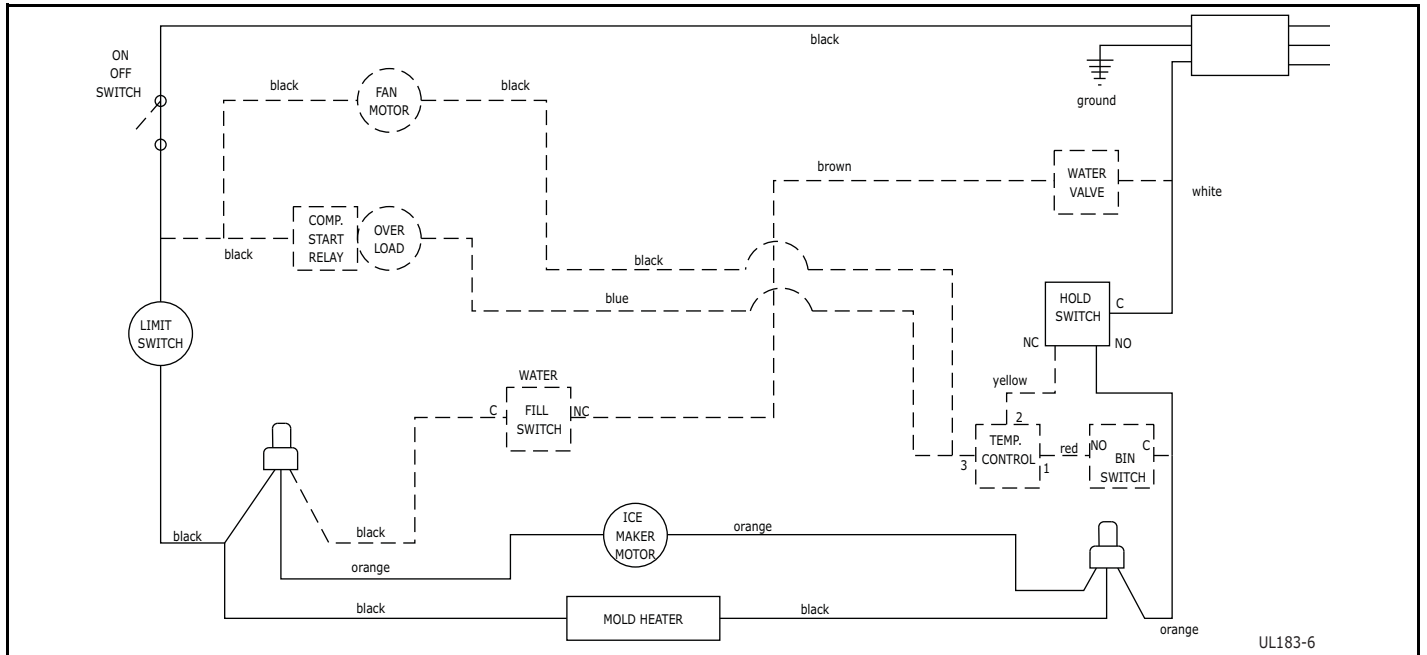 black
ON
OFF
SWITCH
ground
black
FAN
MOTOR
black
brown
WATER
VALVE
white
COMP.
START
RELAY
OVER
LOAD
black
black
blue
HOLD
SWITCH
C
NC
NO
LIMIT
SWITCH
yellow
WATER
C
FILL
SWITCH
NC
2
TEMP.
CONTROL
3
1
red
NO
C
BIN
SWITCH
black
black
ICE
MAKER
MOTOR
orange
orange
black
MOLD HEATER
black
orange
UL183-6